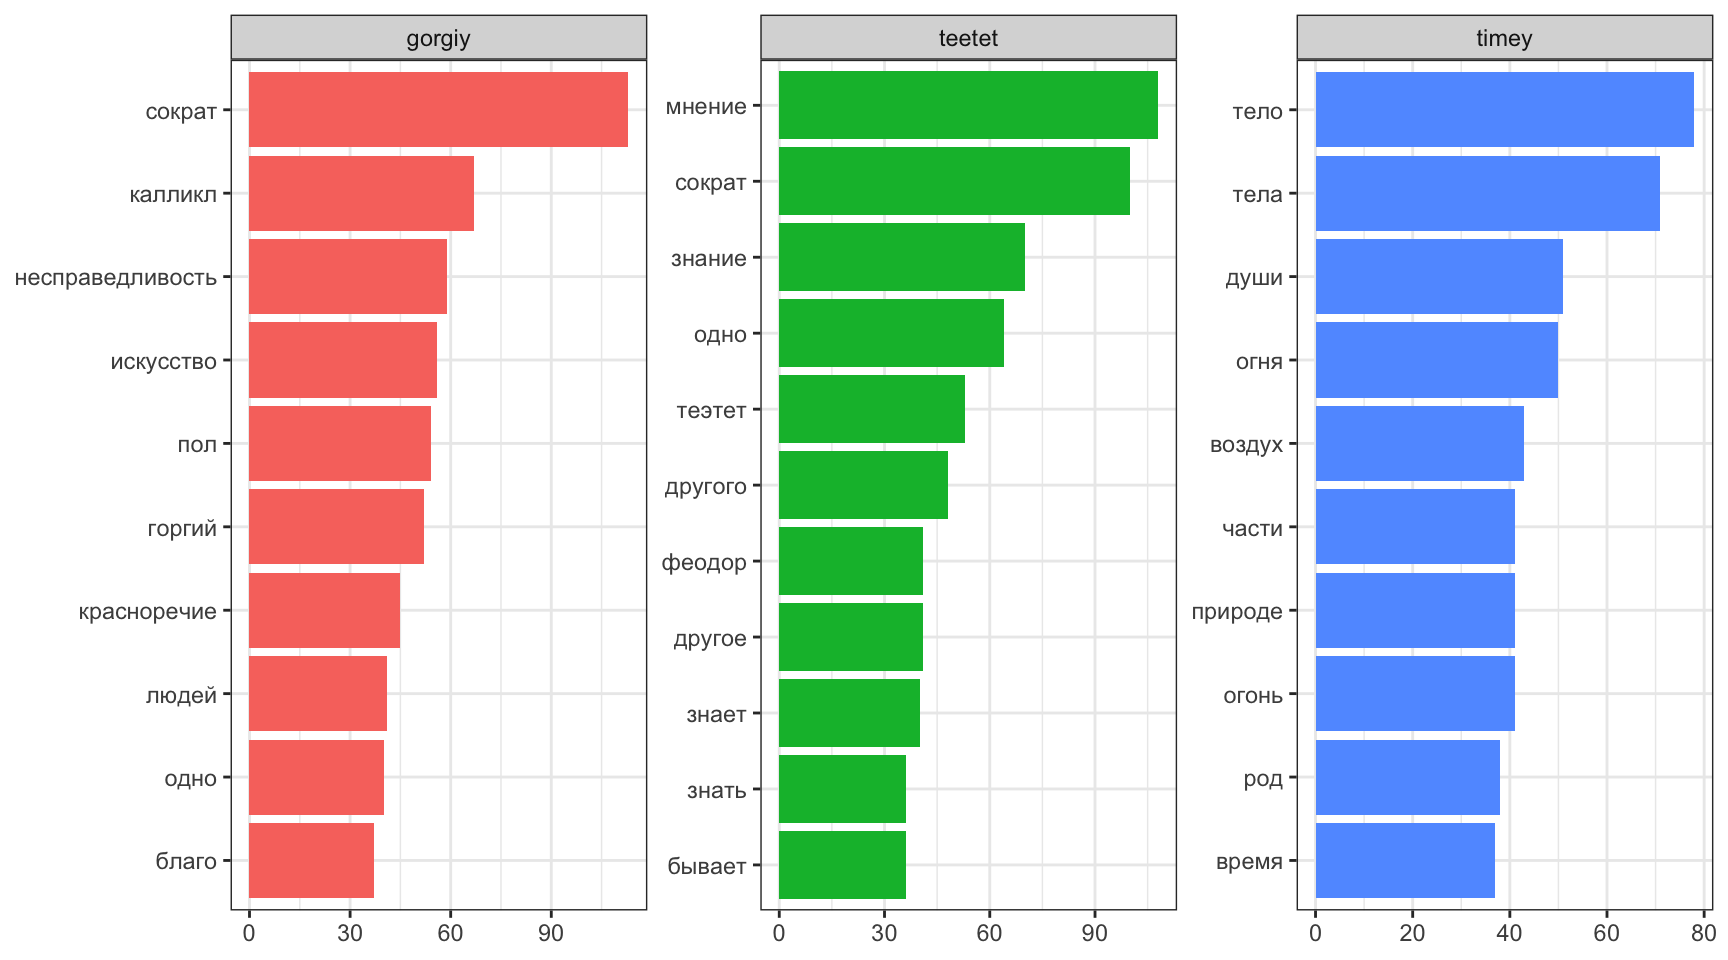 gorgiy
сократ
калликл
несправедливость
искусство
пол
горгий
красноречие
людей
одно
благо
0 30 60 90
teetet
мнение
сократ
знание
одно
теэтет
другого
феодор
другое
знает
знать
бывает
0 30 60 90
timey
тело
тела
души
огня
воздух
части
природе
огонь
род
время
0 20 40 60 80